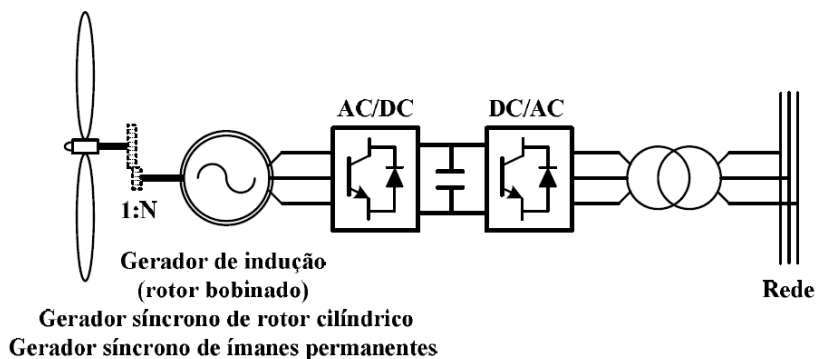 AC/DC
DC/AC
1:N
Gerador de indução
(rotor bobinado)
Gerador síncrono de rotor cilíndrico
Gerador síncrono de ímanes permanentes
Rede